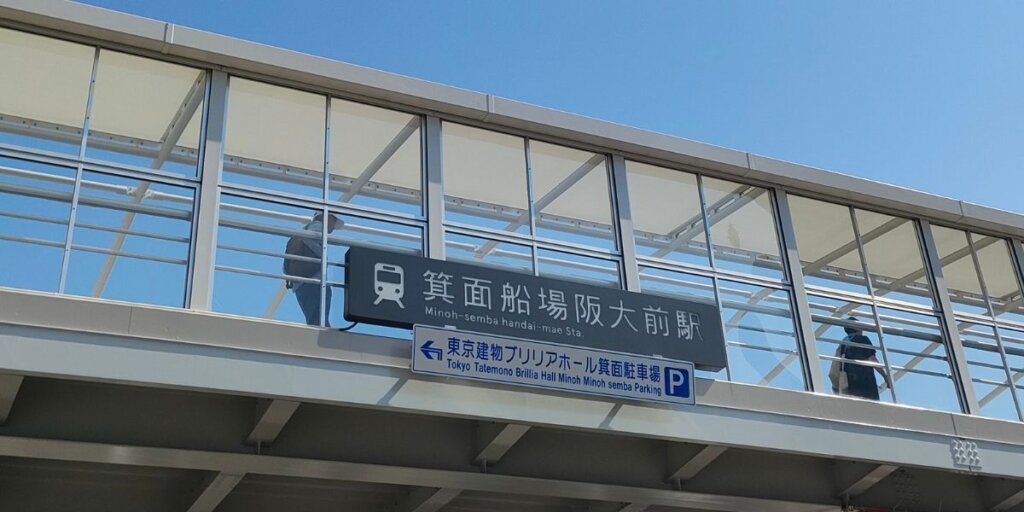 箕面船場阪大前駅
Minoh-semba handai-mae Sta.
東京建物ブリリアホール箕面駐車場
Tokyo Tatemono Brillia Hall Minoh Minoh semba Parking
P